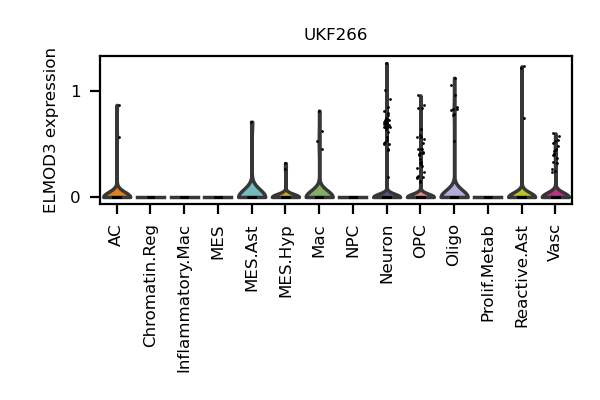 UKF266
ELMOD3 expression
1
0
AC
Chromatin.Reg
Inflammatory.Mac
MES
MES.Ast
MES.Hyp
Mac
NPC
Neuron
OPC
Oligo
Prolif.Metab
Reactive.Ast
Vasc